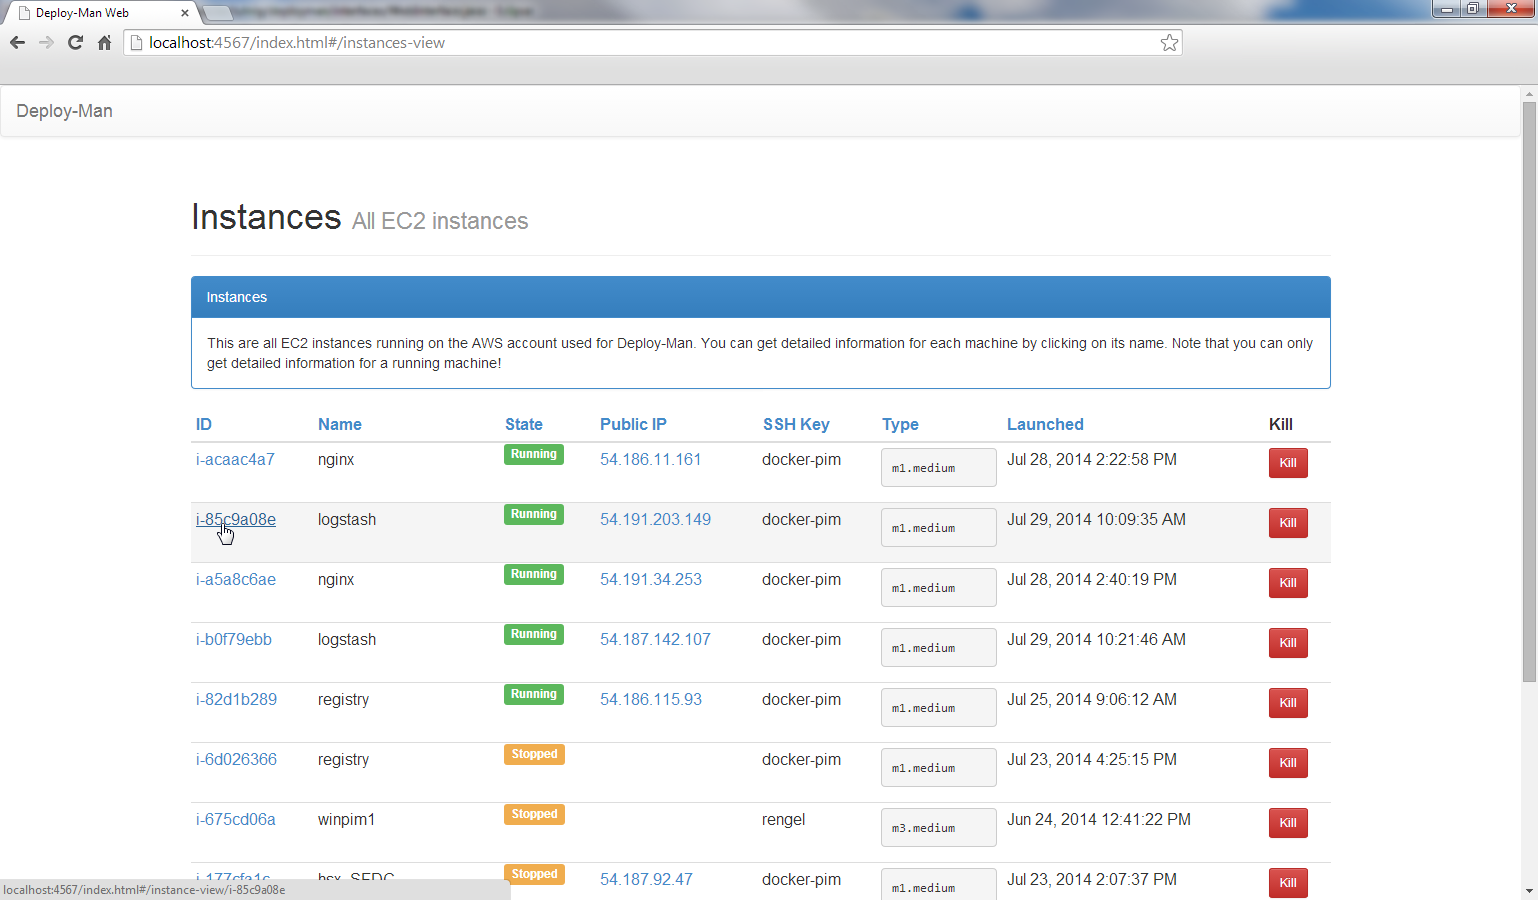 Deploy-Man Web
localhost:4567/index.html#/instances-view
Deploy-Man
Instances All EC2 instances
Instances
This are all EC2 instances running on the AWS account used for Deploy-Man. You can get detailed information for each machine by clicking on its name. Note that you can only
get detailed information for a running machine!
ID Name State Public IP SSH Key Type Launched Kill
i-acaac4a7 nginx Running 54.186.11.161 docker-pim m1.medium Jul 28, 2014 2:22:58 PM Kill
i-85c9a08e logstash Running 54.191.203.149 docker-pim m1.medium Jul 29, 2014 10:09:35 AM Kill
i-a5a8c6ae nginx Running 54.191.34.253 docker-pim m1.medium Jul 28, 2014 2:40:19 PM Kill
i-b0f79ebb logstash Running 54.187.142.107 docker-pim m1.medium Jul 29, 2014 10:21:46 AM Kill
i-82d1b289 registry Running 54.186.115.93 docker-pim m1.medium Jul 25, 2014 9:06:12 AM Kill
i-6d026366 registry Stopped docker-pim m1.medium Jul 23, 2014 4:25:15 PM Kill
i-675cd06a winpim1 Stopped rengel m3.medium Jun 24, 2014 12:41:22 PM Kill
i-177cfa1c Stopped 54.187.92.47 docker-pim m1.medium Jul 23, 2014 2:07:37 PM Kill
localhost:4567/index.html#/instance-view/i-85c9a08e